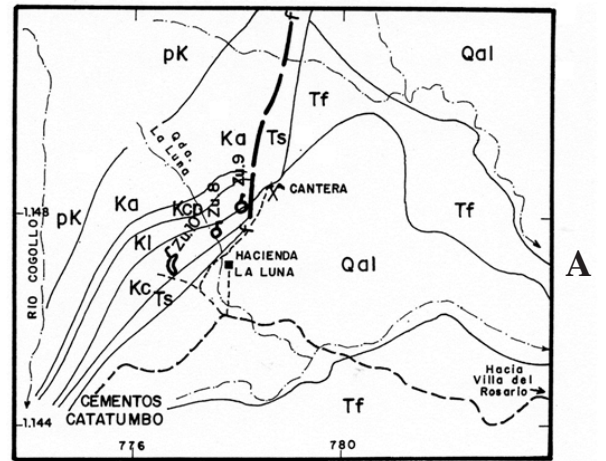 f
pK
Qal
Tf
Qda.
La Luna
Ka
Ts
Zu.9
CANTERA
Ka
Kcp
Zu.8
Tf
1.148
pK
Kl
Zu.10
f
HACIENDA
LA LUNA
Qal
A
RIO COGOLLO
Kc
Ts
Hacia
Villa del
Rosario
CEMENTOS
CATATUMBO
Tf
1.144
776
780